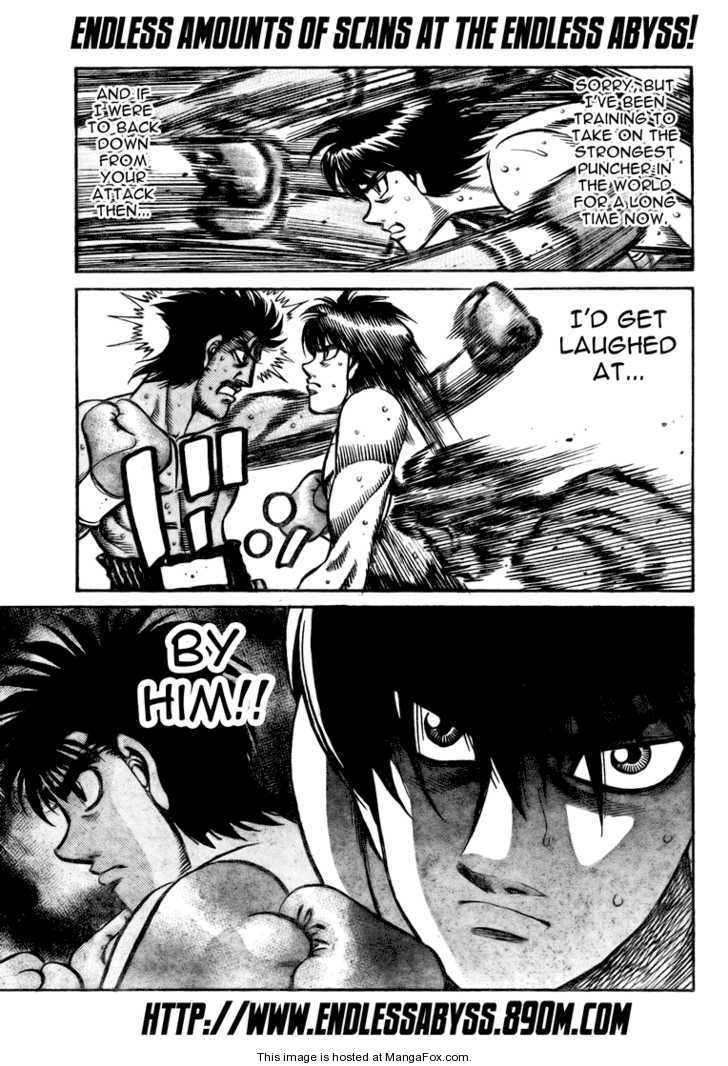 ENDLESS AMOUNTS OF SCANS AT THE ENDLESS ABYSS!
SORRY, BUT
I'VE BEEN
TRAINING TO
TAKE ON THE
STRONGEST
PUNCHER IN
THE WORLD
FOR A LONG
TIME NOW.
AND IF
I WERE
TO BACK
DOWN
FROM
YOUR
ATTACK
THEN...
I'D GET
LAUGHED
AT...
BY
HIM!!
HTTP://WWW.ENDLESSABYSS.890M.COM
This image is hosted at MangaFox.com.